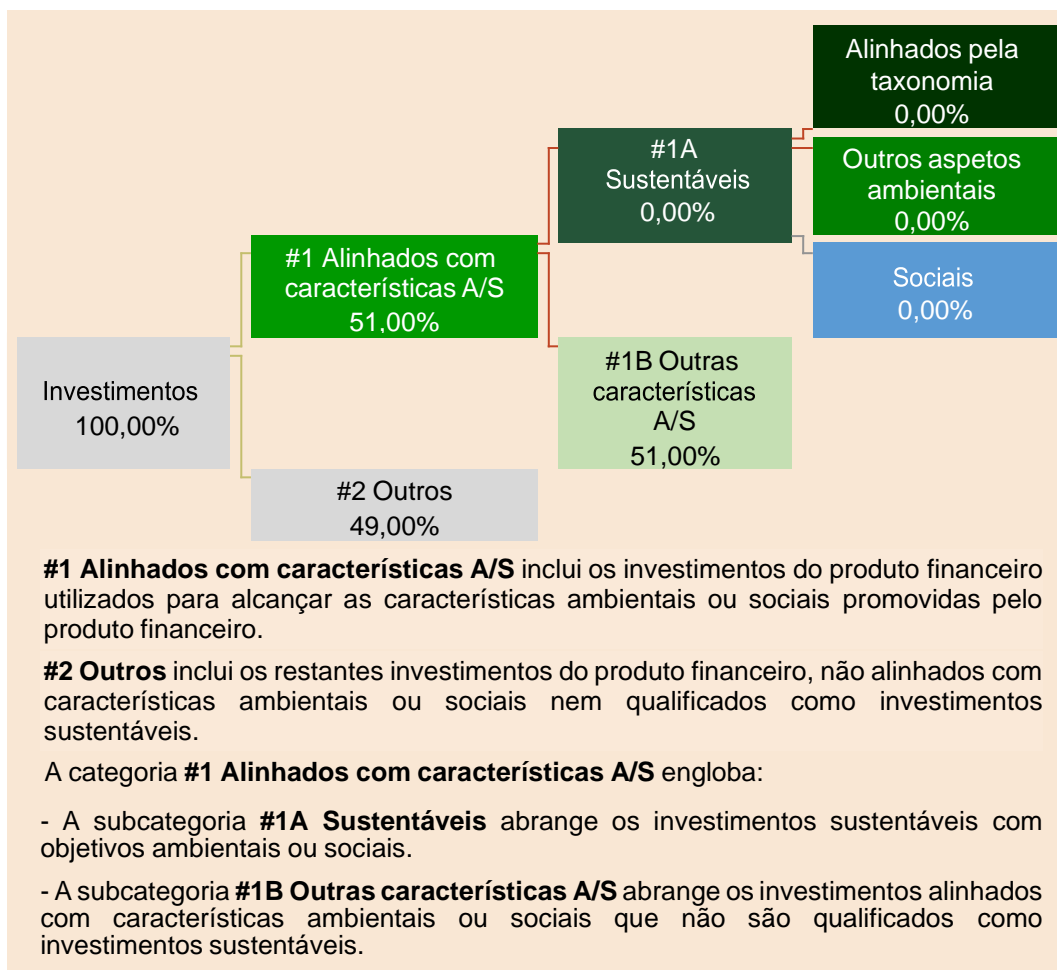 Alinhados pela
taxonomia
0,00%
#1A
Sustentáveis
0,00%
Outros aspetos
ambientais
0,00%
#1 Alinhados com
características A/S
51,00%
Sociais
0,00%
Investimentos
100,00%
#1B Outras
características
A/S
51,00%
#2 Outros
49,00%
#1 Alinhados com características A/S inclui os investimentos do produto financeiro
utilizados para alcançar as características ambientais ou sociais promovidas pelo
produto financeiro.
#2 Outros inclui os restantes investimentos do produto financeiro, não alinhados com
características ambientais ou sociais nem qualificados como investimentos
sustentáveis.
A categoria #1 Alinhados com características A/S engloba:
- A subcategoria #1A Sustentáveis abrange os investimentos sustentáveis com
objetivos ambientais ou sociais.
- A subcategoria #1B Outras características A/S abrange os investimentos alinhados
com características ambientais ou sociais que não são qualificados como
investimentos sustentáveis.